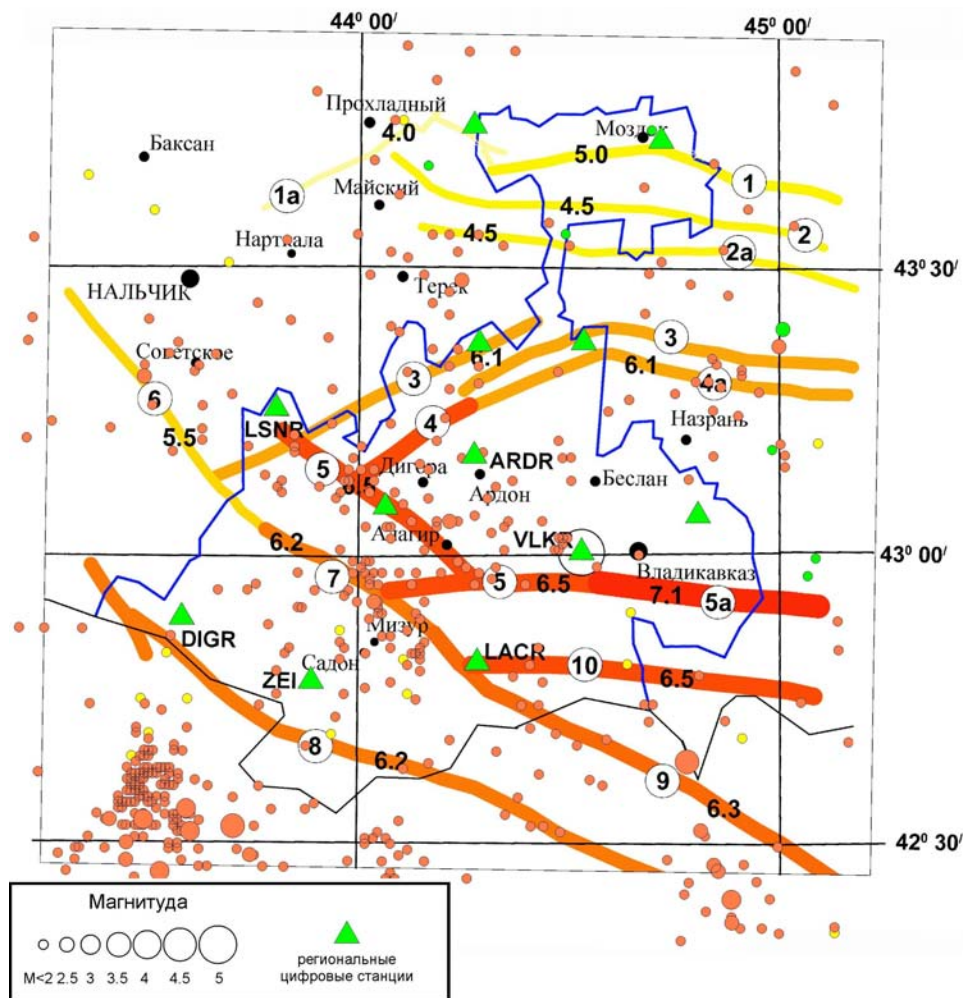 44⁰ 00′
45⁰ 00′
Прохладный
4.0
Моздок
5.0
Баксан
1
1а
Майский
4.5
2
4.5
2а
Нарткала
43⁰ 30′
НАЛЬЧИК
Терек
3
6.1
3
6.1
4а
Советское
6
5.5
4
LSNR
5
6.5
Дигора
ARDR
Ардон
Назрань
Беслан
Алагир
VLKR
43⁰ 00′
6.2
7
5
6.5
Владикавказ
7.1
5а
DIGR
Мизур
Садон
LACR
ZEI
10
6.5
8
6.2
9
6.3
42⁰ 30′
Магнитуда
M<2 2.5 3 3.5 4 4.5 5
региональные
цифровые станции